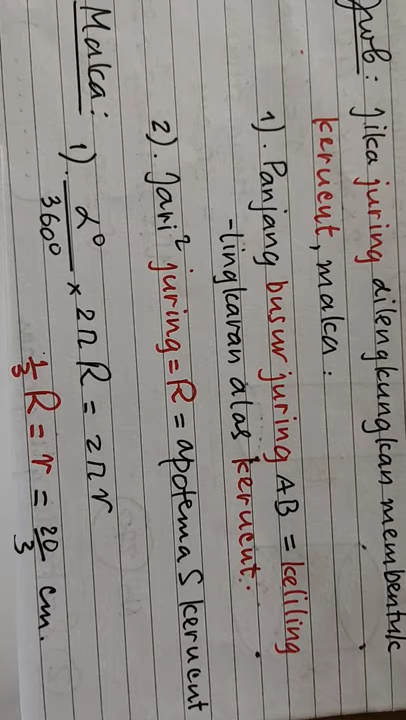 Jwb: Jika juring dilengkungkan membentuk
kerucut, maka:
1). Panjang busur juring AB = keliling
-lingkaran alas kerucut.
2). Jari² juring = R = apotema S kerucut
Maka:
1). α°/360° × 2πR = 2πr
1/3 R = r = 20/3 cm.